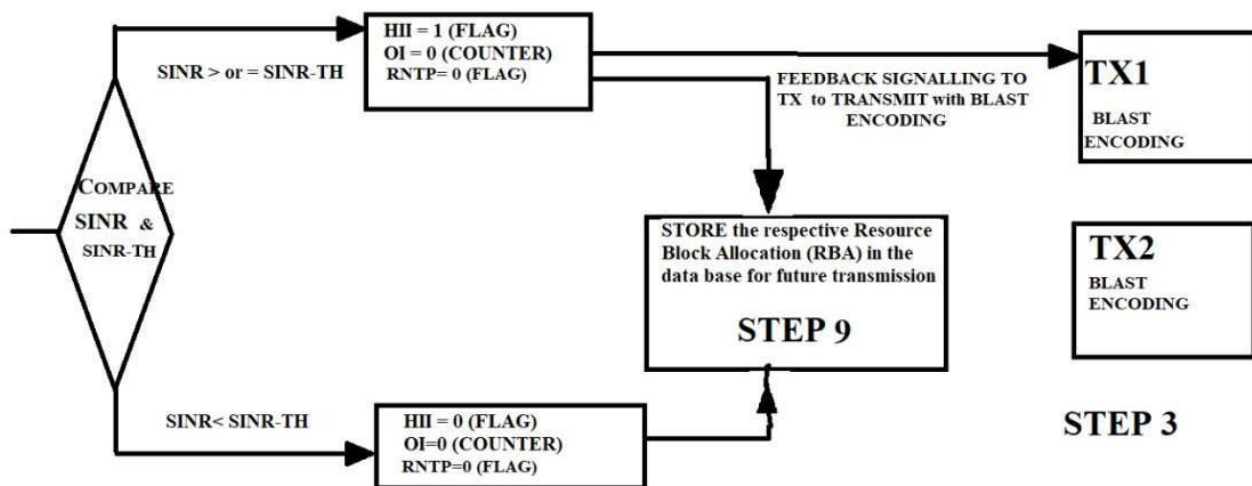 HII = 1 (FLAG)
OI = 0 (COUNTER)
RNTP= 0 (FLAG)
SINR > or = SINR-TH
FEEDBACK SIGNALLING TO
TX to TRANSMIT with BLAST
ENCODING
TX1
BLAST
ENCODING
COMPARE
SINR &
SINR-TH
STORE the respective Resource
Block Allocation (RBA) in the
data base for future transmission
STEP 9
TX2
BLAST
ENCODING
SINR< SINR-TH
HII = 0 (FLAG)
OI=0 (COUNTER)
RNTP=0 (FLAG)
STEP 3